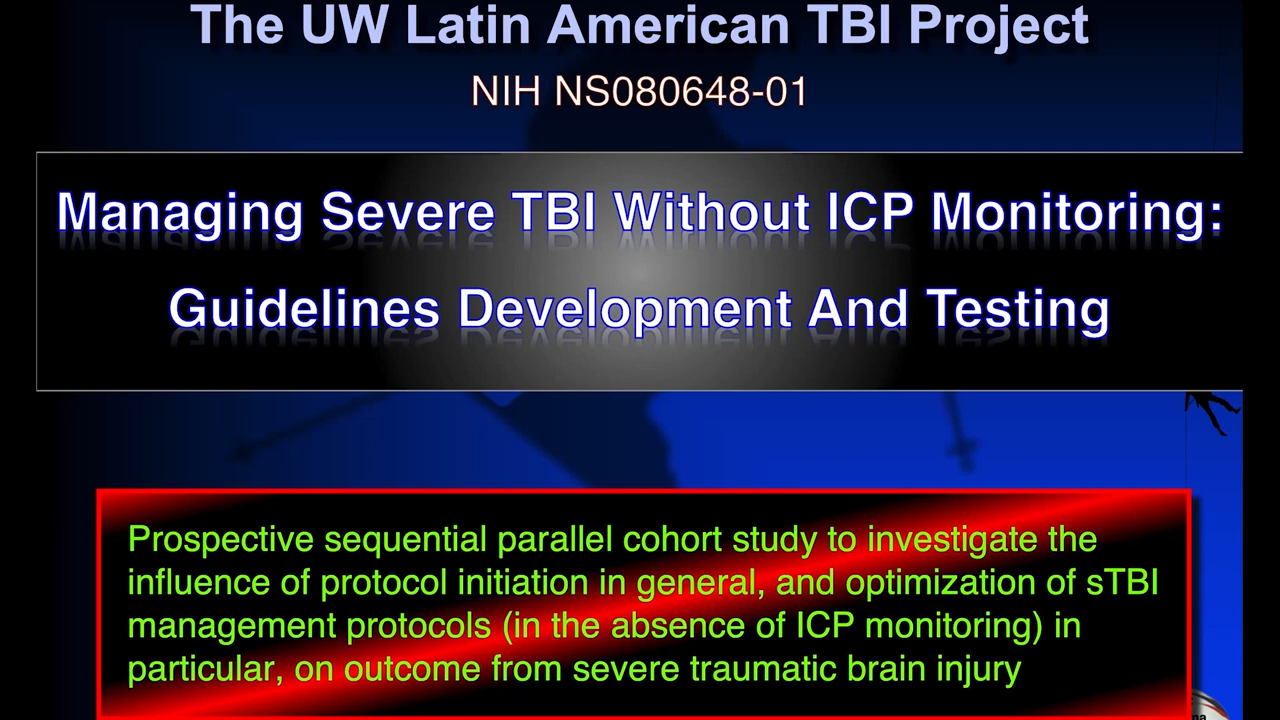 The UW Latin American TBI Project
NIH NS080648-01
Managing Severe TBI Without ICP Monitoring:
Guidelines Development And Testing
Prospective sequential parallel cohort study to investigate the
influence of protocol initiation in general, and optimization of sTBI
management protocols (in the absence of ICP monitoring) in
particular, on outcome from severe traumatic brain injury